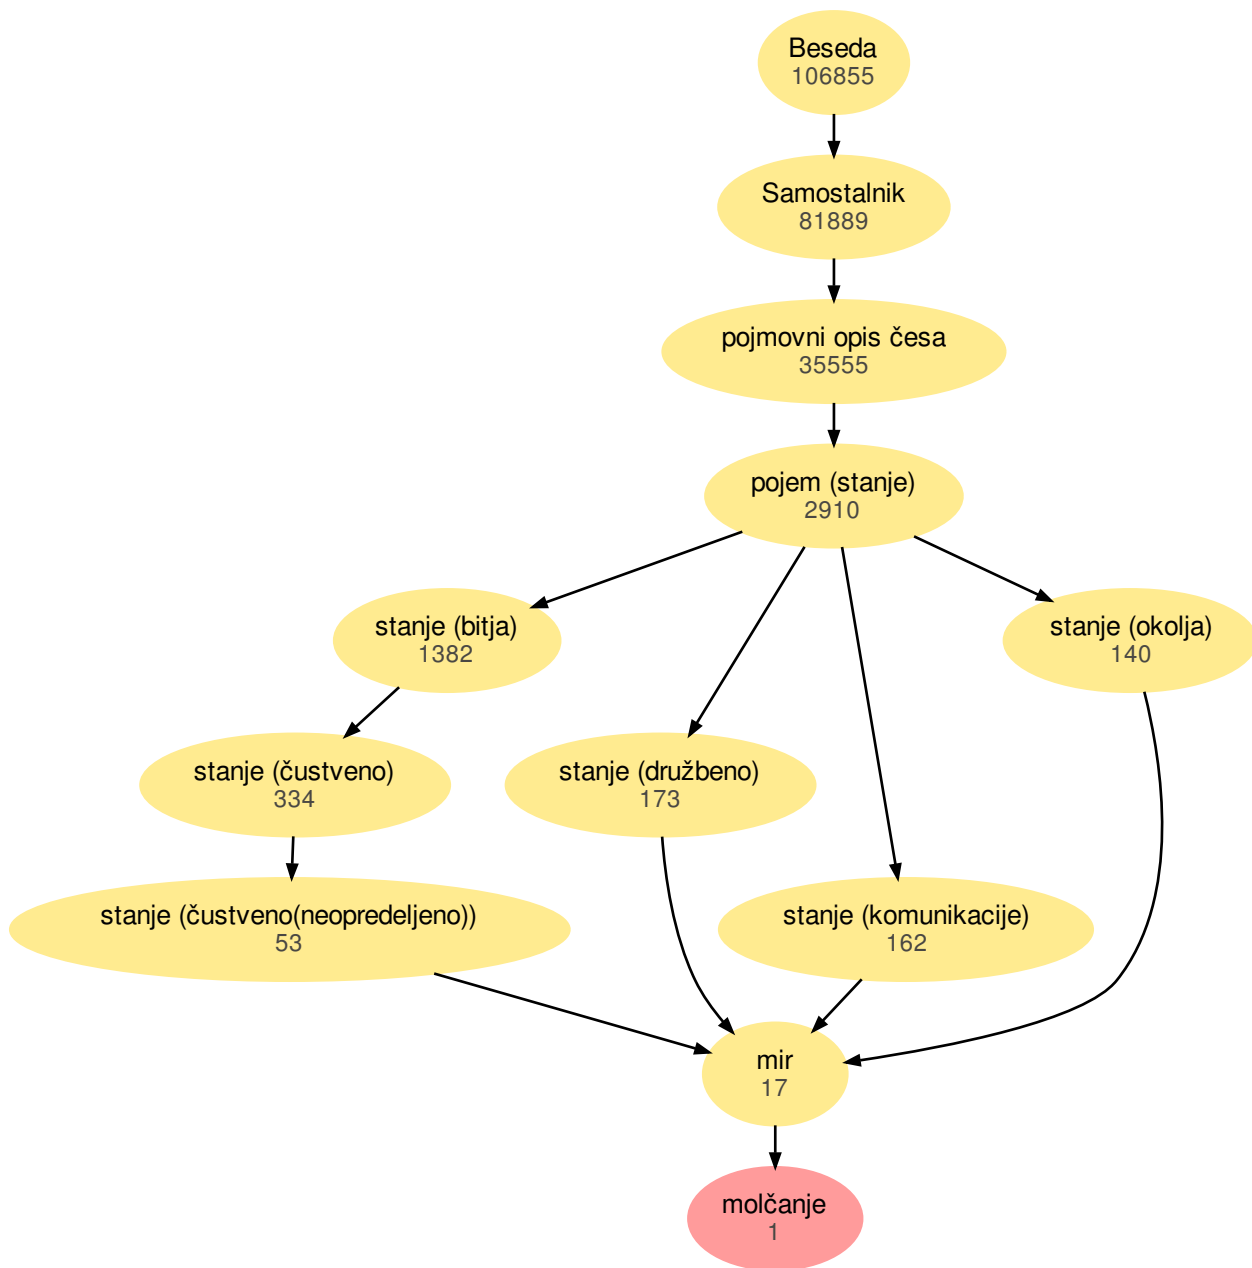 Beseda
106855
Samostalnik
81889
pojmovni opis česa
35555
pojem (stanje)
2910
stanje (bitja)
1382
stanje (okolja)
140
stanje (čustveno)
334
stanje (družbeno)
173
stanje (čustveno(neopredeljeno))
53
stanje (komunikacije)
162
mir
17
molčanje
1